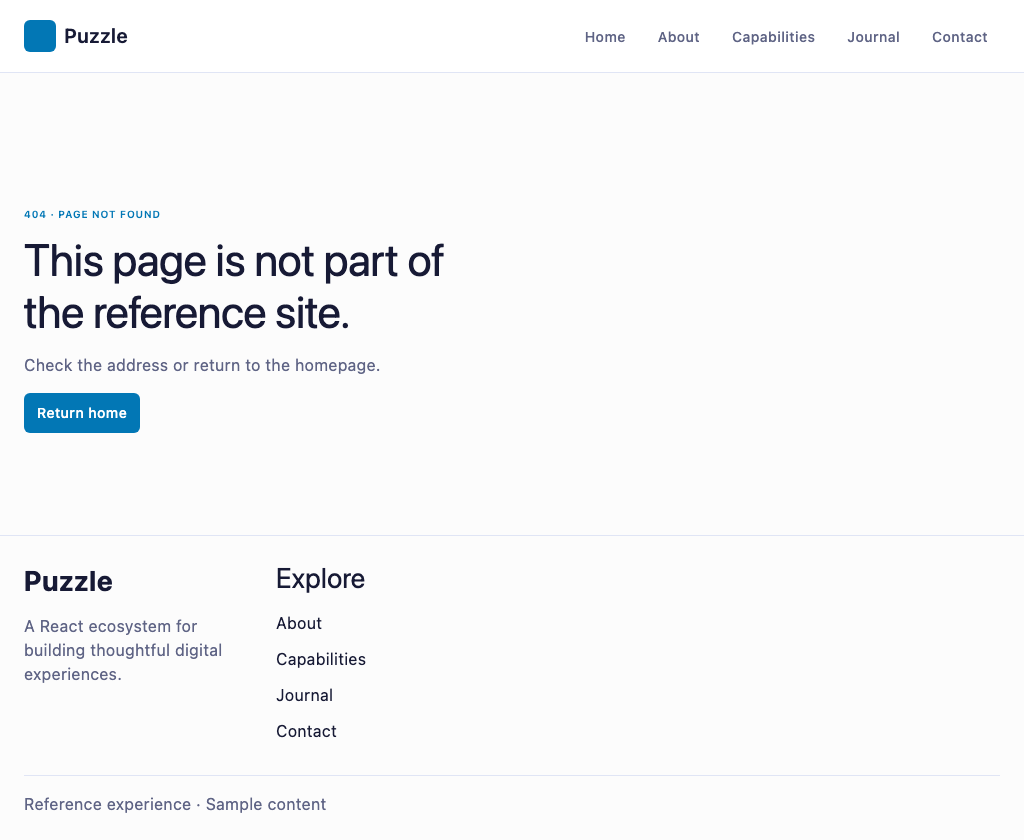 Puzzle
Home About Capabilities Journal Contact
404 · PAGE NOT FOUND
This page is not part of
the reference site.
Check the address or return to the homepage.
Return home
Puzzle
A React ecosystem for
building thoughtful digital
experiences.
Explore
About
Capabilities
Journal
Contact
Reference experience · Sample content